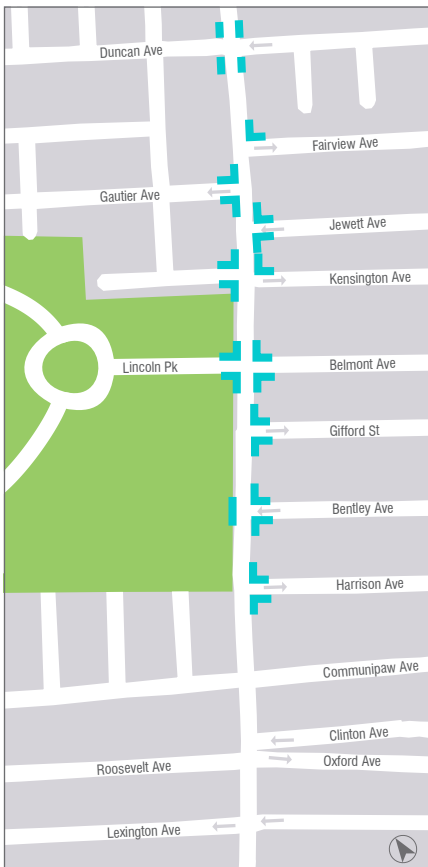 Duncan Ave
Fairview Ave
Gautier Ave
Jewett Ave
Kensington Ave
Lincoln Pk
Belmont Ave
Gifford St
Bentley Ave
Harrison Ave
Communipaw Ave
Clinton Ave
Oxford Ave
Roosevelt Ave
Lexington Ave